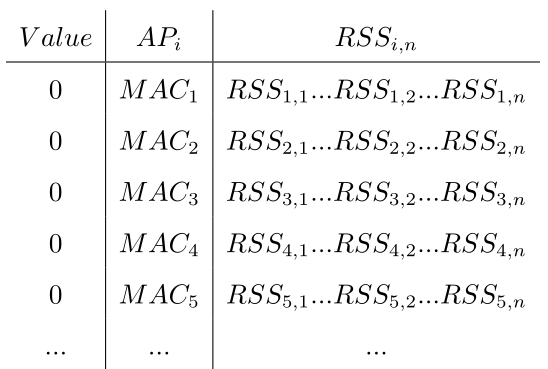 Value AP_i RSS_{i,n}
0 MAC_1 RSS_{1,1}...RSS_{1,2}...RSS_{1,n}
0 MAC_2 RSS_{2,1}...RSS_{2,2}...RSS_{2,n}
0 MAC_3 RSS_{3,1}...RSS_{3,2}...RSS_{3,n}
0 MAC_4 RSS_{4,1}...RSS_{4,2}...RSS_{4,n}
0 MAC_5 RSS_{5,1}...RSS_{5,2}...RSS_{5,n}
... ... ...